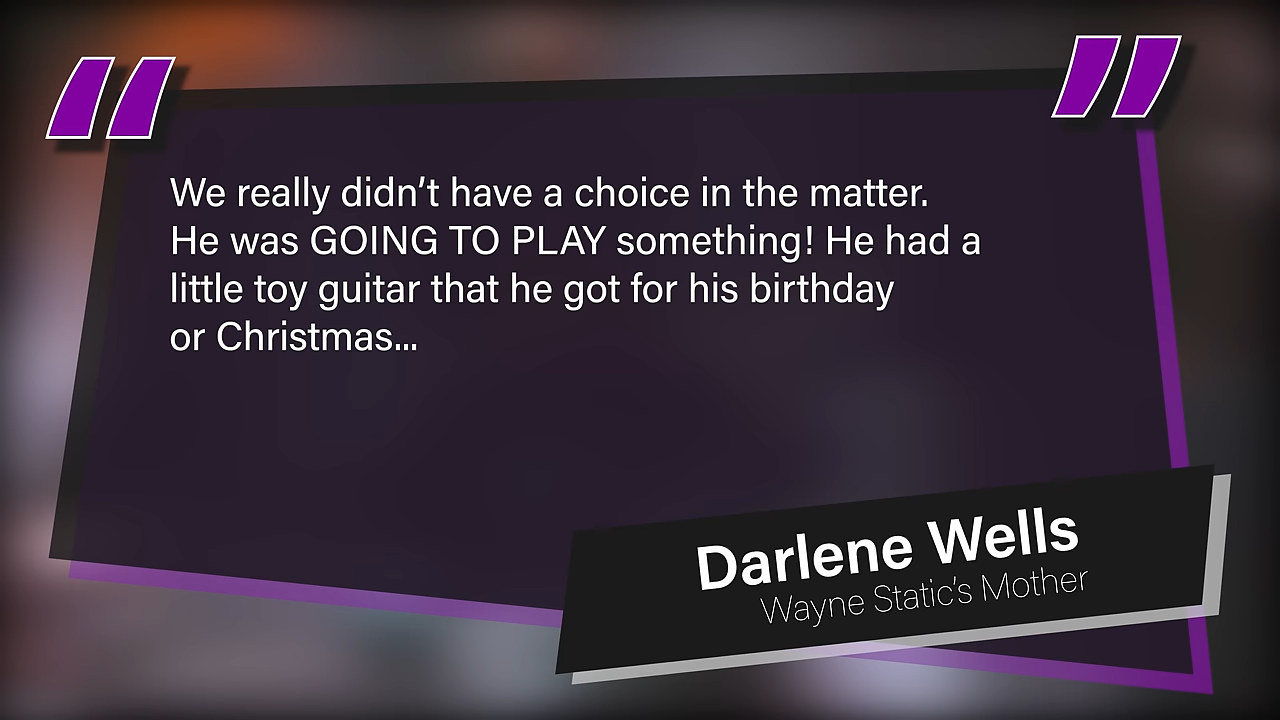 We really didn’t have a choice in the matter.
He was GOING TO PLAY something! He had a
little toy guitar that he got for his birthday
or Christmas...
Darlene Wells
Wayne Static’s Mother